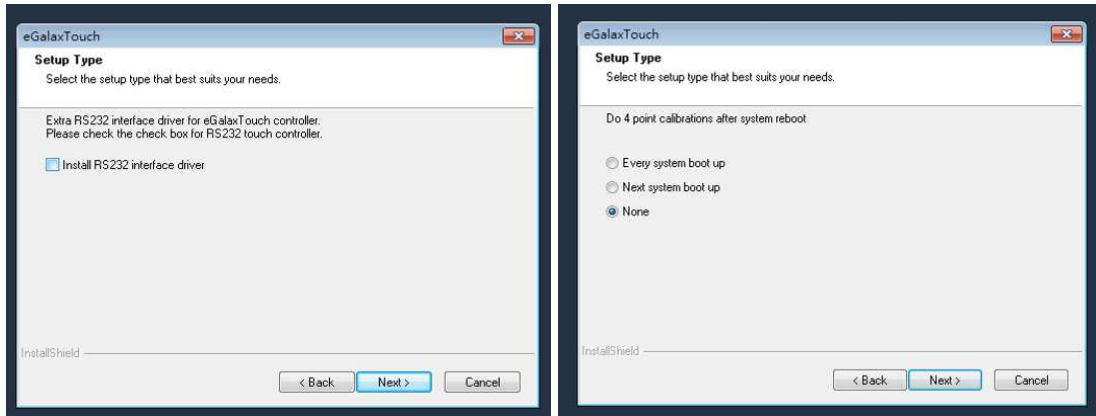 eGalaxTouch
Setup Type
Select the setup type that best suits your needs.
Extra RS232 interface driver for eGalaxTouch controller.
Please check the check box for RS232 touch controller.
Install RS232 interface driver
InstallShield
< Back
Next >
Cancel
eGalaxTouch
Setup Type
Select the setup type that best suits your needs.
Do 4 point calibrations after system reboot
Every system boot up
Next system boot up
None
InstallShield
< Back
Next >
Cancel